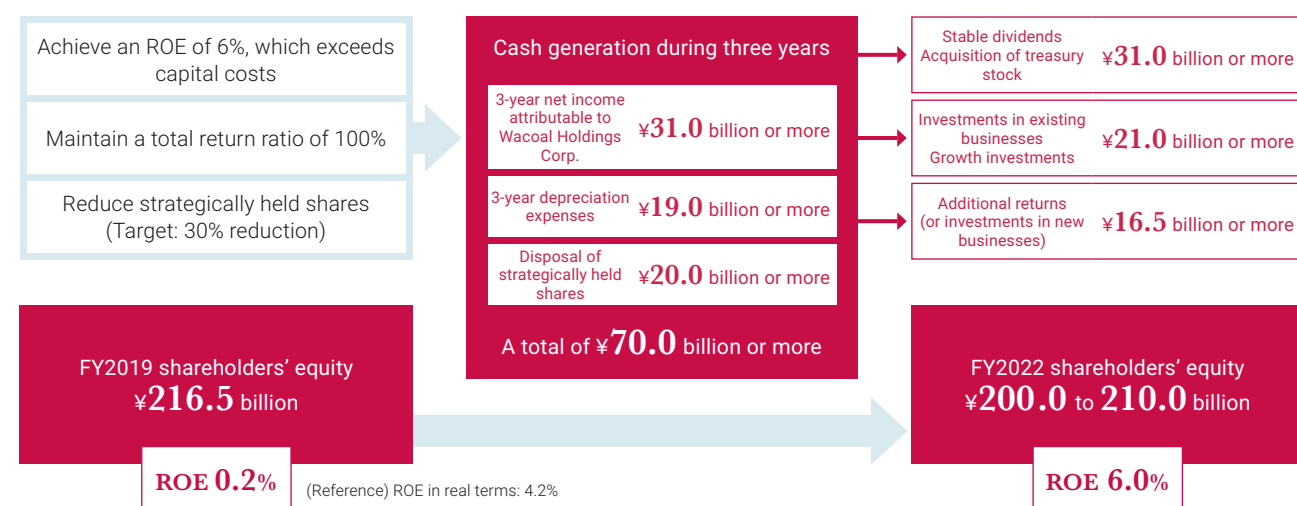 Achieve an ROE of 6%, which exceeds
capital costs
Maintain a total return ratio of 100%
Reduce strategically held shares
(Target: 30% reduction)
Cash generation during three years
3-year net income
attributable to
Wacoal Holdings
Corp.
¥31.0 billion or more
3-year depreciation
expenses
¥19.0 billion or more
Disposal of
strategically held
shares
¥20.0 billion or more
A total of ¥70.0 billion or more
Stable dividends
Acquisition of treasury
stock
¥31.0 billion or more
Investments in existing
businesses
Growth investments
¥21.0 billion or more
Additional returns
(or investments in new
businesses)
¥16.5 billion or more
FY2019 shareholders’ equity
¥216.5 billion
ROE 0.2%
(Reference) ROE in real terms: 4.2%
FY2022 shareholders’ equity
¥200.0 to 210.0 billion
ROE 6.0%